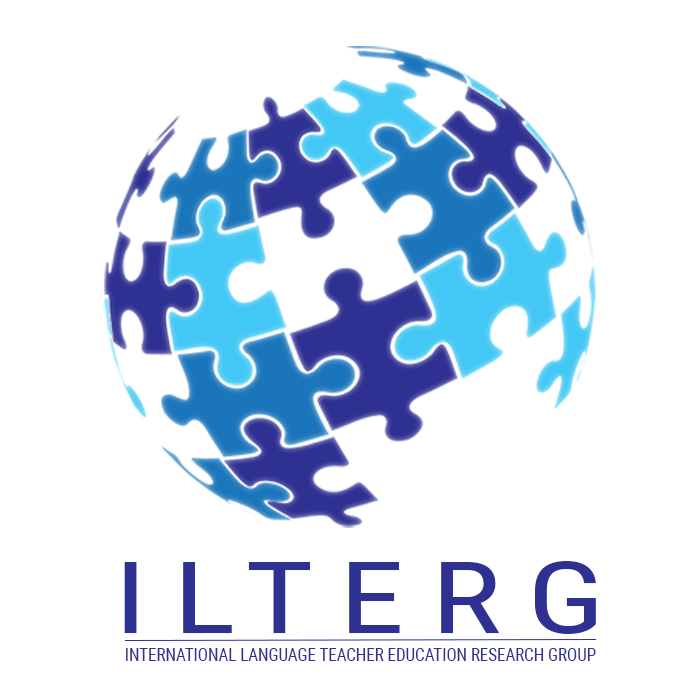 ILTERG
INTERNATIONAL LANGUAGE TEACHER EDUCATION RESEARCH GROUP